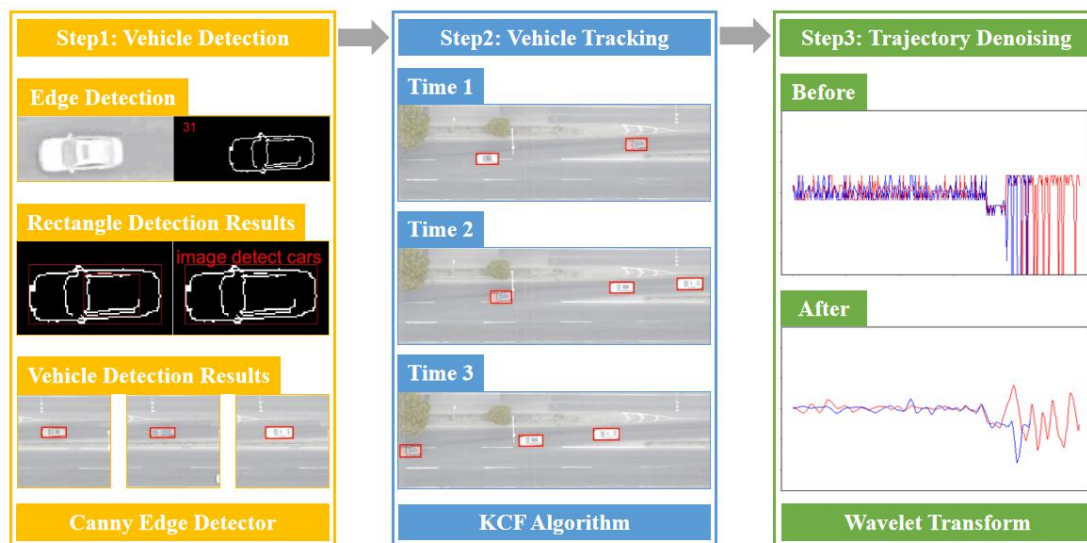 Step1: Vehicle Detection
Edge Detection
31
Rectangle Detection Results
image detect cars
Vehicle Detection Results
Canny Edge Detector
Step2: Vehicle Tracking
Time 1
Time 2
Time 3
KCF Algorithm
Step3: Trajectory Denoising
Before
After
Wavelet Transform